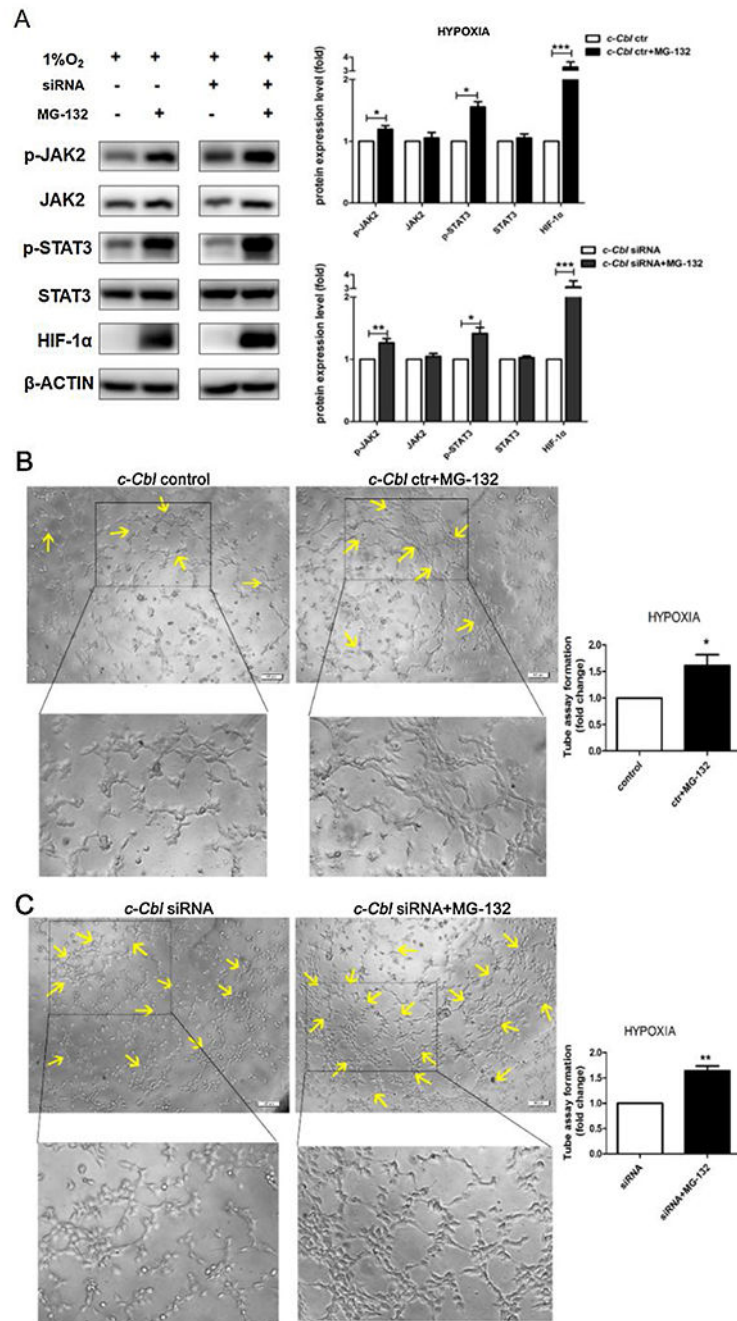 A
1%O₂ + + + +
siRNA - - + +
MG-132 - + - +
p-JAK2
JAK2
p-STAT3
STAT3
HIF-1α
β-ACTIN
HYPOXIA
c-Cbl ctr
c-Cbl ctr+MG-132
protein expression level (fold)
4
3
2
1
0
*
*
***
p-JAK2
JAK2
p-STAT3
STAT3
HIF-1α
c-Cbl siRNA
c-Cbl siRNA+MG-132
protein expression level (fold)
4
3
2
1
0
**
*
***
p-JAK2
JAK2
p-STAT3
STAT3
HIF-1α
B
c-Cbl control
c-Cbl ctr+MG-132
HYPOXIA
Tube assay formation
(fold change)
2.0
1.5
1.0
0.5
0.0
*
control
ctr+MG-132
C
c-Cbl siRNA
c-Cbl siRNA+MG-132
HYPOXIA
Tube assay formation
(fold change)
2.0
1.5
1.0
0.5
0.0
**
siRNA
siRNA+MG-132